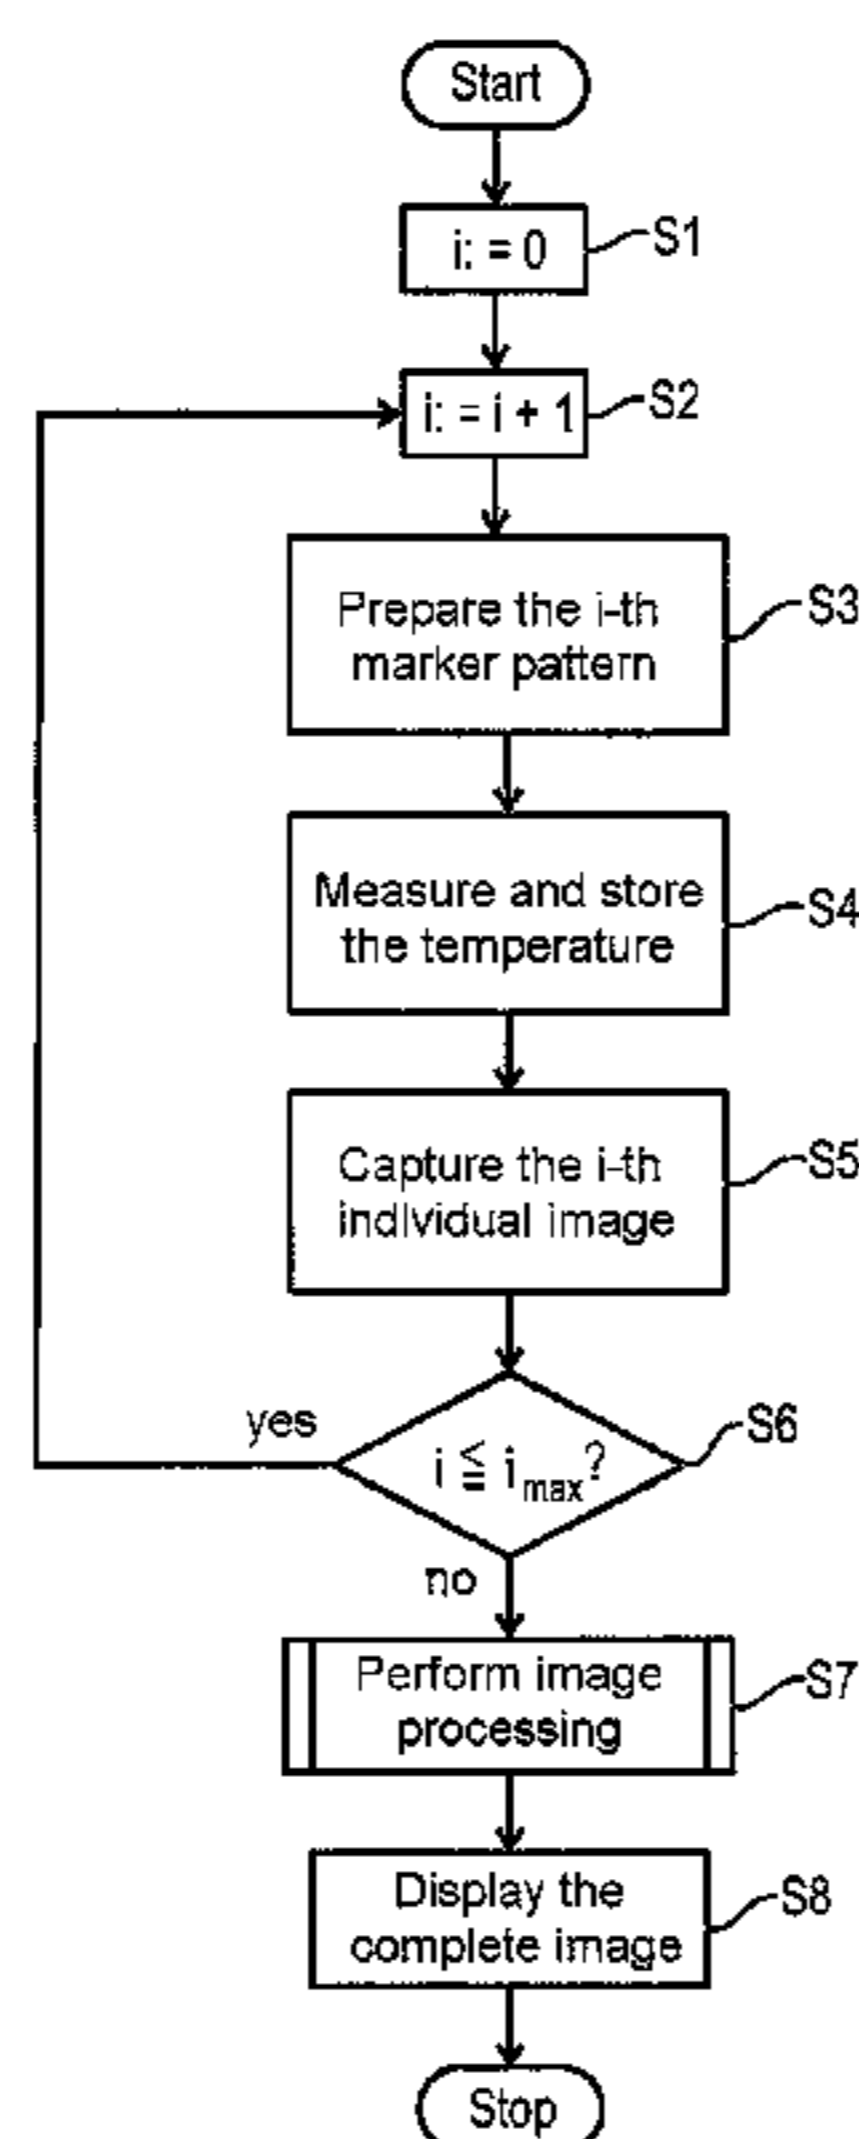 Start
i: = 0
S1
i: = i + 1
S2
Prepare the i-th
marker pattern
S3
Measure and store
the temperature
S4
Capture the i-th
individual image
S5
yes
i ≦ imax?
S6
no
Perform image
processing
S7
Display the
complete image
S8
Stop